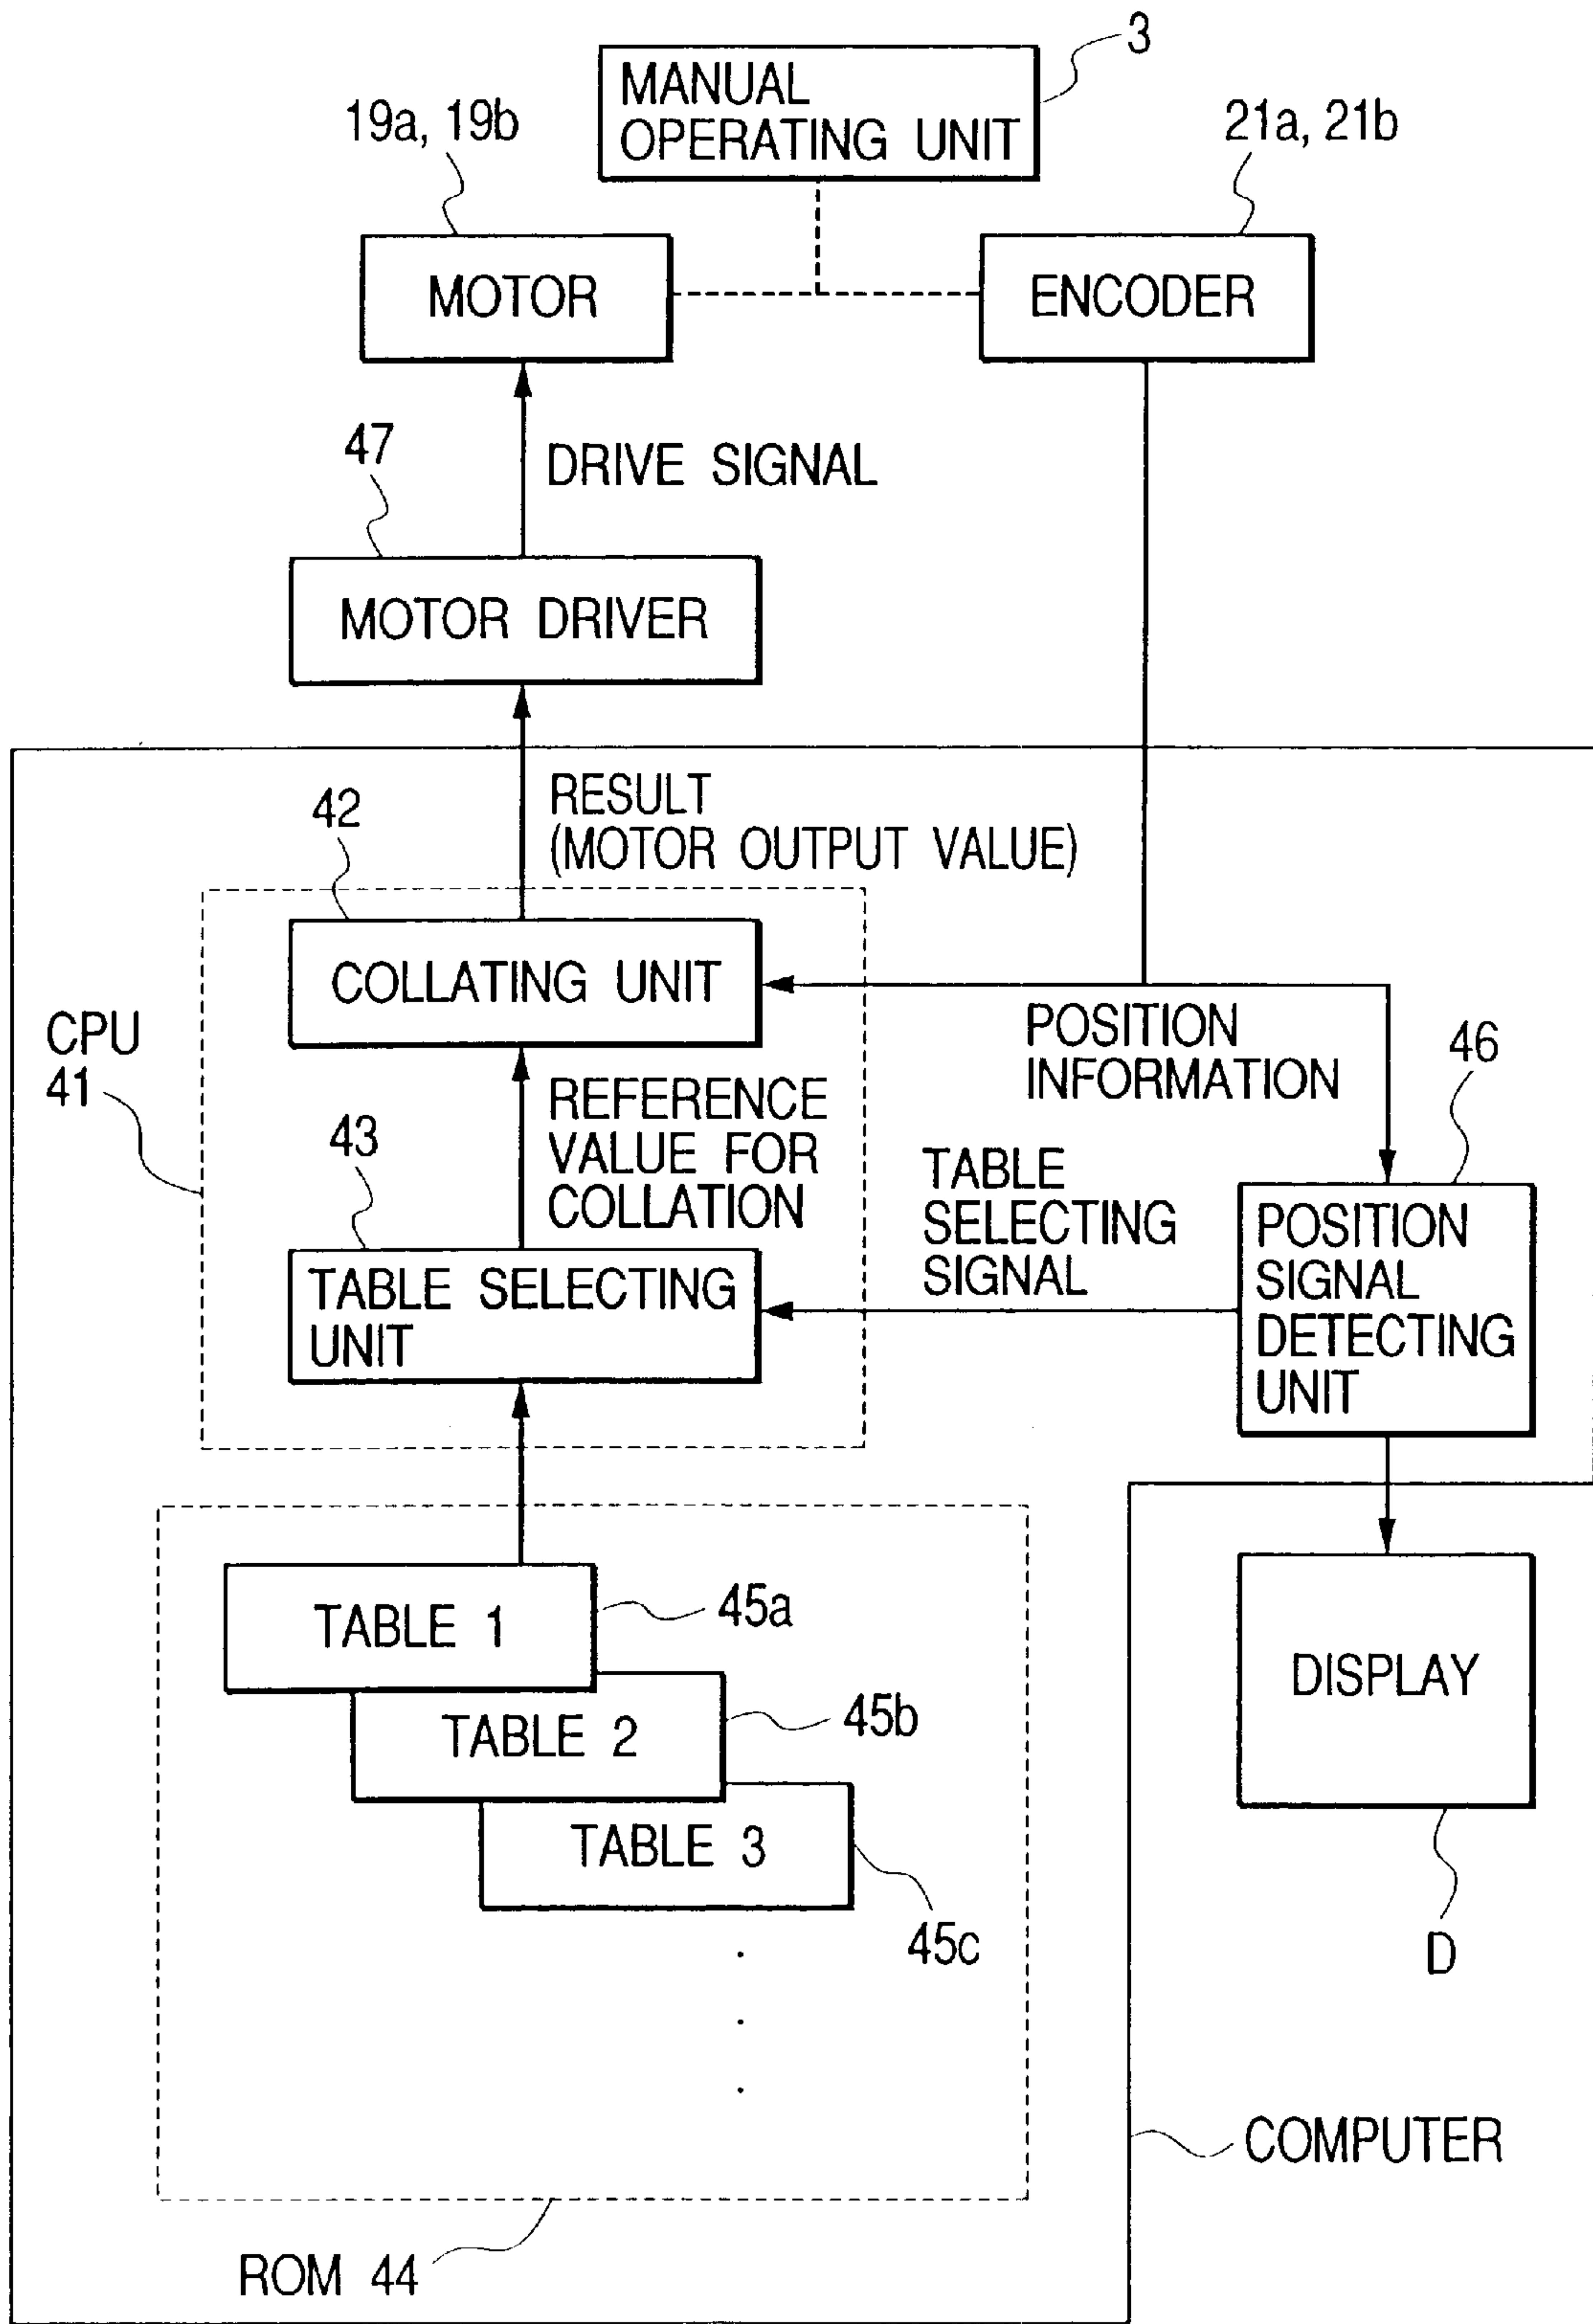 3
MANUAL
OPERATING UNIT
19a, 19b
21a, 21b
MOTOR
ENCODER
47
DRIVE SIGNAL
MOTOR DRIVER
42
RESULT
(MOTOR OUTPUT VALUE)
COLLATING UNIT
CPU
41
POSITION
INFORMATION
46
43
REFERENCE
VALUE FOR
COLLATION
TABLE
SELECTING
SIGNAL
TABLE SELECTING
UNIT
POSITION
SIGNAL
DETECTING
UNIT
TABLE 1
45a
TABLE 2
45b
TABLE 3
45c
DISPLAY
D
COMPUTER
ROM 44